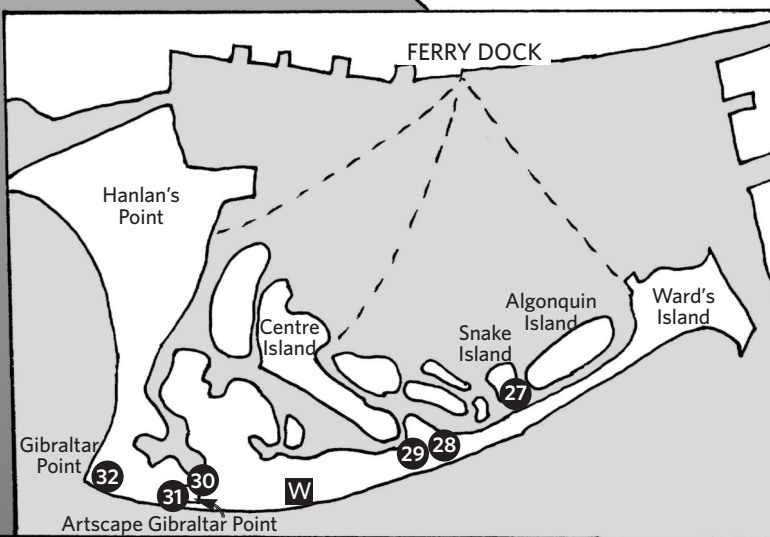 FERRY DOCK
Hanlan's
Point
Algonquin
Island
Ward's
Island
Centre
Island
Snake
Island
27
28
29
Gibraltar
Point
32
30
31
W
Artscape Gibraltar Point